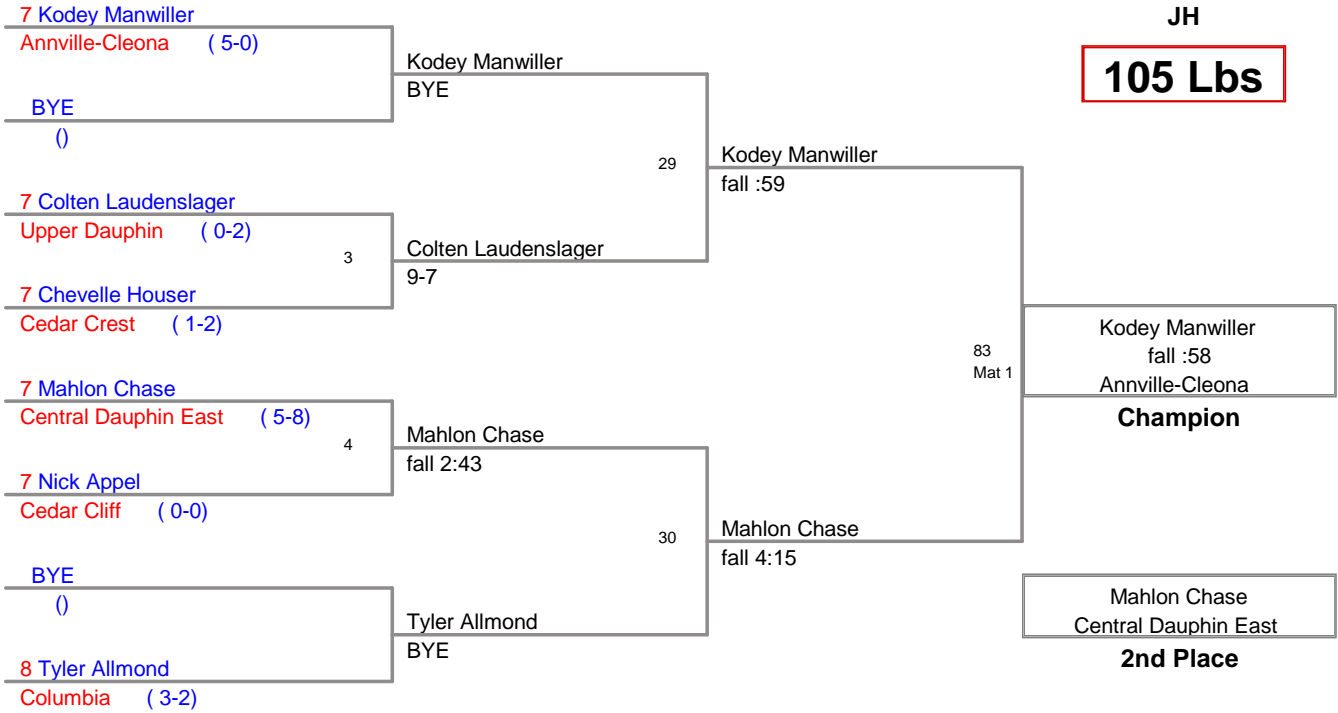 7 Kodey Manwiller
Annville-Cleona ( 5-0)
BYE
()
7 Colten Laudenslager
Upper Dauphin ( 0-2)
3
7 Chevelle Houser
Cedar Crest ( 1-2)
7 Mahlon Chase
Central Dauphin East ( 5-8)
4
7 Nick Appel
Cedar Cliff ( 0-0)
BYE
()
8 Tyler Allmond
Columbia ( 3-2)
Kodey Manwiller
BYE
29
Colten Laudenslager
9-7
Mahlon Chase
fall 2:43
30
Tyler Allmond
BYE
Kodey Manwiller
fall :59
83
Mat 1
Mahlon Chase
fall 4:15
JH
105 Lbs
Kodey Manwiller
fall :58
Annville-Cleona
Champion
Mahlon Chase
Central Dauphin East
2nd Place